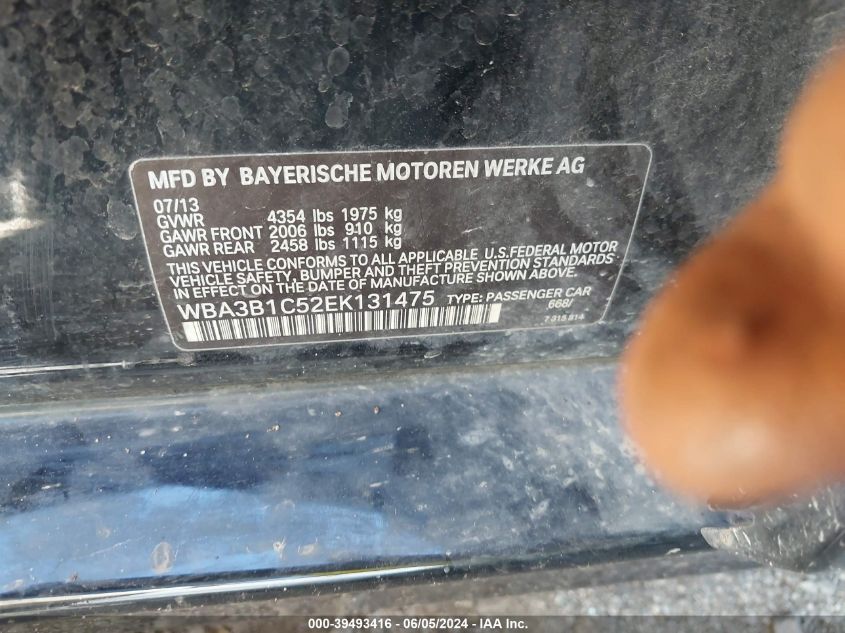 MFD BY BAYERISCHE MOTOREN WERKE AG
07/13
GVWR 4354 lbs 1975 kg
GAWR FRONT 2006 lbs 910 kg
GAWR REAR 2458 lbs 1115 kg
THIS VEHICLE CONFORMS TO ALL APPLICABLE U.S.FEDERAL MOTOR
VEHICLE SAFETY, BUMPER AND THEFT PREVENTION STANDARDS
IN EFFECT ON DATE OF MANUFACTURE SHOWN ABOVE.
WBA3B1C52EK131475 TYPE: PASSENGER CAR
668/
7 315 814
000-39493416 - 06/05/2024 - IAA Inc.